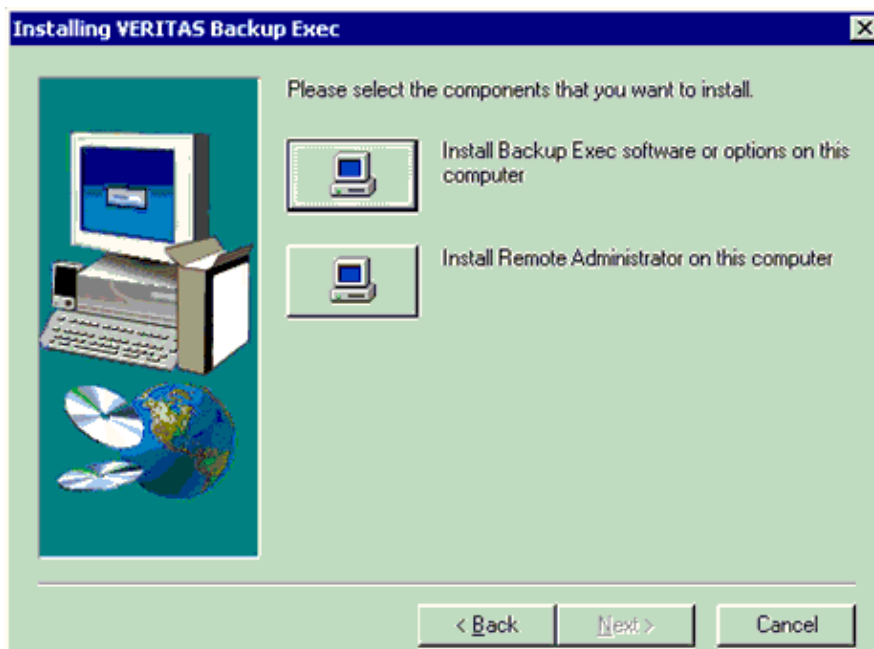 Installing VERITAS Backup Exec
Please select the components that you want to install.
Install Backup Exec software or options on this
computer
Install Remote Administrator on this computer
< Back
Next >
Cancel